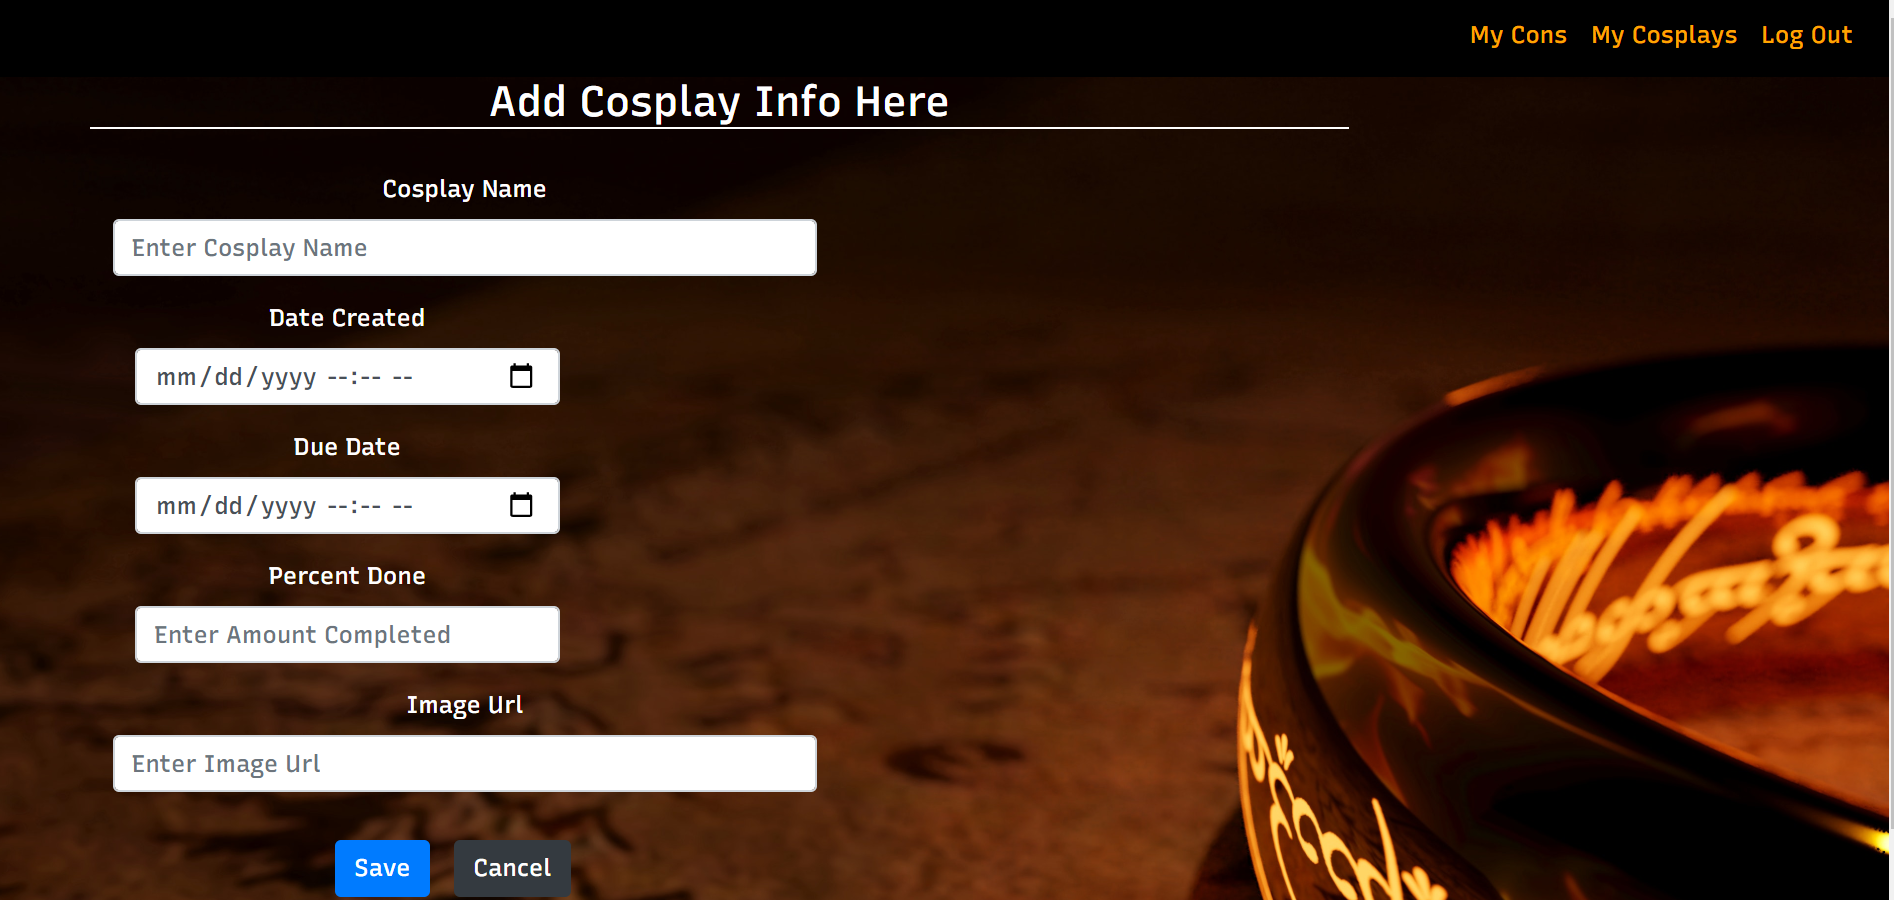 My Cons My Cosplays Log Out
Add Cosplay Info Here
Cosplay Name
Enter Cosplay Name
Date Created
mm/dd/yyyy --:-- --
Due Date
mm/dd/yyyy --:-- --
Percent Done
Enter Amount Completed
Image Url
Enter Image Url
Save Cancel